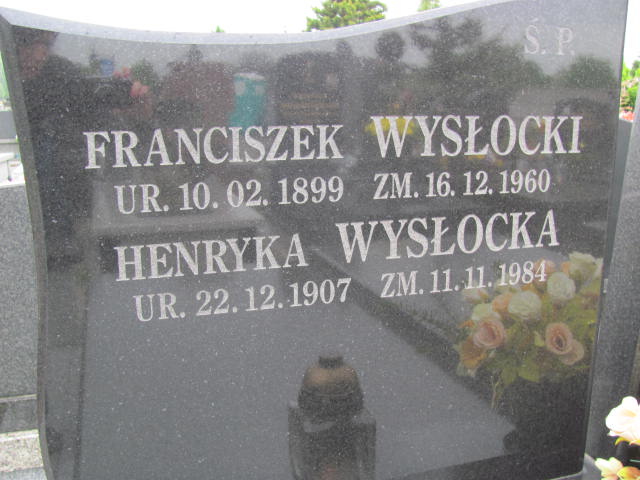 Ś. P.
FRANCISZEK WYSŁOCKI
UR. 10. 02. 1899 ZM. 16. 12. 1960
HENRYKA WYSŁOCKA
UR. 22. 12. 1907 ZM. 11. 11. 1984